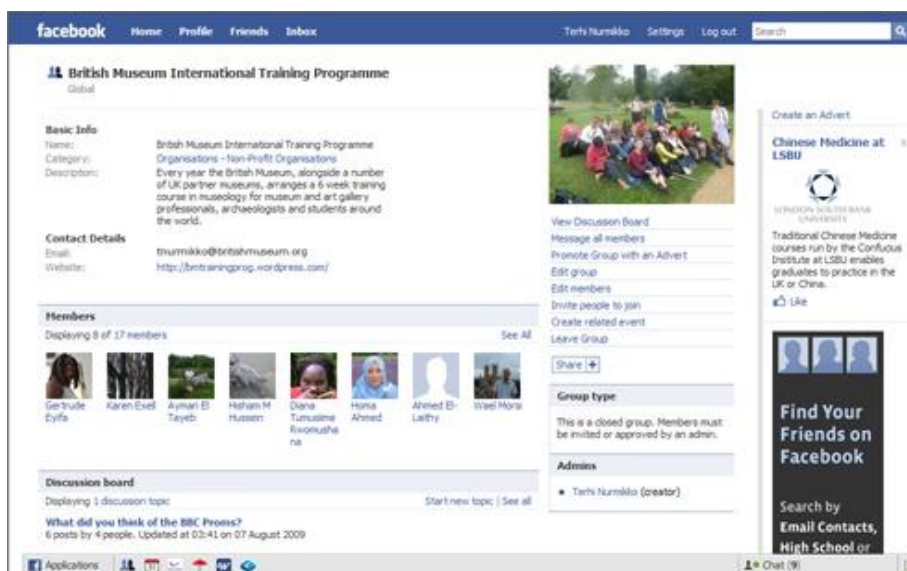 facebook Home Profile Friends Inbox Terhi Nurmikko Settings Log out Search
British Museum International Training Programme
Global
Basic Info
Name: British Museum International Training Programme
Category: Organisations - Non-Profit Organisations
Description: Every year the British Museum, alongside a number
of UK partner museums, arranges a 6 week training
course in museology for museum and art gallery
professionals, archaeologists and students around
the world.
Contact Details
Email: tnurmikko@britishmuseum.org
Website: http://bmtrainingprog.wordpress.com/
Members
Displaying 8 of 17 members See All
Gertrude
Eyifa
Karen Exell
Ayman El
Tayeb
Hisham M
Hussein
Diana
Tumusiime
Rwomusha
na
Homa
Ahmed
Ahmed El-
Laithy
Wael Morsi
Discussion board
Displaying 1 discussion topic Start new topic | See all
What did you think of the BBC Proms?
6 posts by 4 people. Updated at 03:41 on 07 August 2009
View Discussion Board
Message all members
Promote Group with an Advert
Edit group
Edit members
Invite people to join
Create related event
Leave Group
Share +
Group type
This is a closed group. Members must
be invited or approved by an admin.
Admins
• Terhi Nurmikko (creator)
Create an Advert
Chinese Medicine at
LSBU
LONDON SOUTH BANK
UNIVERSITY
Traditional Chinese Medicine
courses run by the Confucius
Institute at LSBU enables
graduates to practice in the
UK or China.
Like
Find Your
Friends on
Facebook
Search by
Email Contacts,
High School or
Applications
Chat (9)